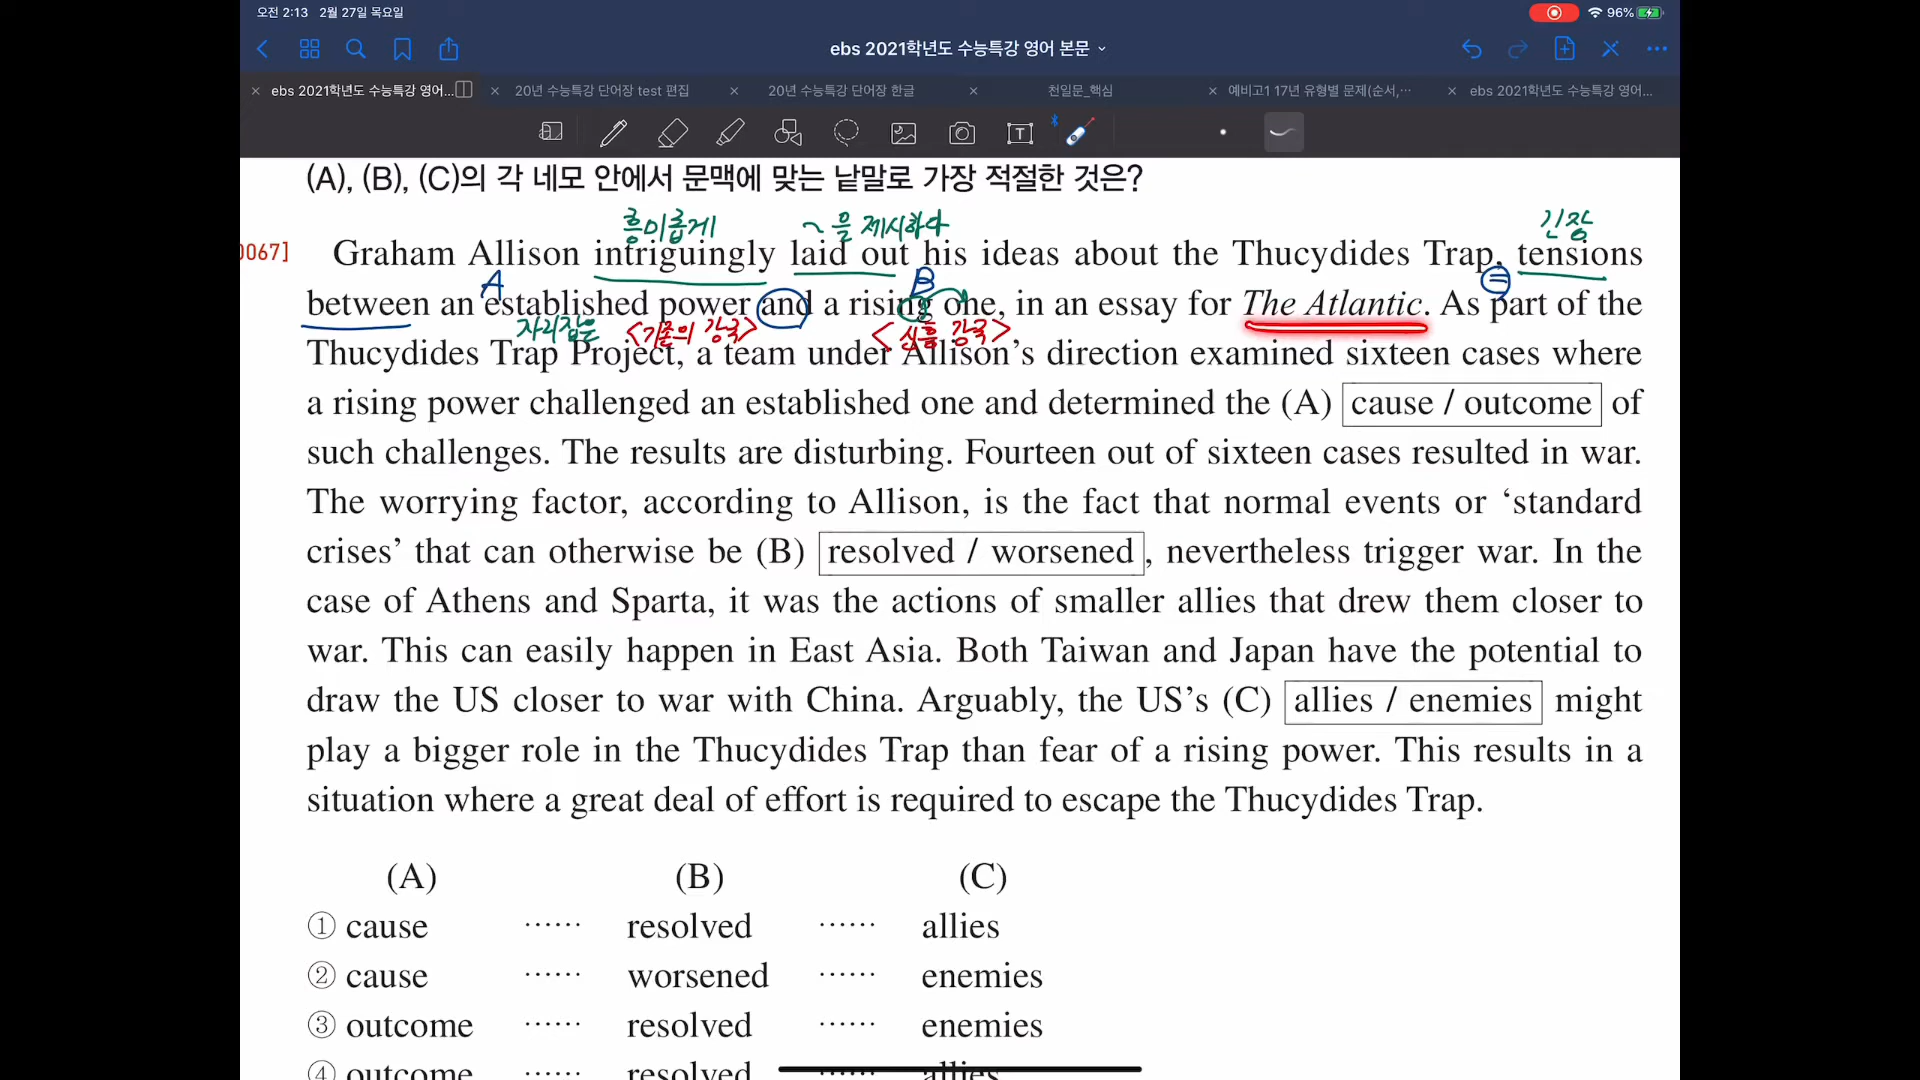 오전 2:13 2월 27일 목요일
96%
ebs 2021학년도 수능특강 영어 본문
ebs 2021학년도 수능특강 영어...
20년 수능특강 단어장 test 편집
20년 수능특강 단어장 한글
천일문_핵심
예비고1 17년 유형별 문제(순서,...
ebs 2021학년도 수능특강 영어...
(A), (B), (C)의 각 네모 안에서 문맥에 맞는 낱말로 가장 적절한 것은?
흥미롭게 ~을 제시하다 긴장
0067] Graham Allison intriguingly laid out his ideas about the Thucydides Trap, tensions
A B =
between an established power and a rising one, in an essay for The Atlantic. As part of the
자리잡은 <기존의 강국> <신흥 강국>
Thucydides Trap Project, a team under Allison's direction examined sixteen cases where
a rising power challenged an established one and determined the (A) cause / outcome of
such challenges. The results are disturbing. Fourteen out of sixteen cases resulted in war.
The worrying factor, according to Allison, is the fact that normal events or ‘standard
crises’ that can otherwise be (B) resolved / worsened, nevertheless trigger war. In the
case of Athens and Sparta, it was the actions of smaller allies that drew them closer to
war. This can easily happen in East Asia. Both Taiwan and Japan have the potential to
draw the US closer to war with China. Arguably, the US's (C) allies / enemies might
play a bigger role in the Thucydides Trap than fear of a rising power. This results in a
situation where a great deal of effort is required to escape the Thucydides Trap.
(A) (B) (C)
① cause ...... resolved ...... allies
② cause ...... worsened ...... enemies
③ outcome ...... resolved ...... enemies
④ outcome ...... resolved ...... allies